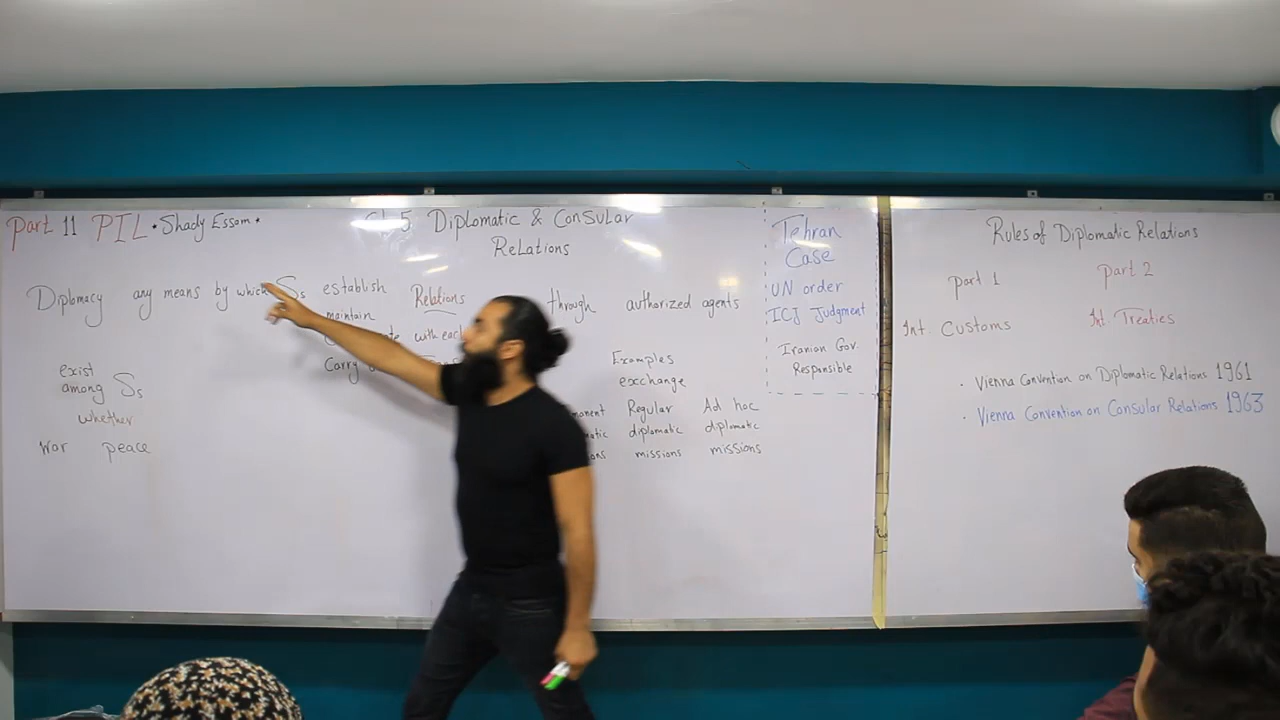 Part 11 PIL • Shady Essam •
Ch 5 Diplomatic & Consular
Relations
Diplomacy any means by which Ss establish Relations through authorized agents
maintain
with each
Carry
exist
among Ss
whether
War peace
Examples
exchange
Regular Ad hoc
diplomatic diplomatic
missions missions
Tehran
Case
UN order
ICJ Judgment
Iranian Gov.
Responsible
Rules of Diplomatic Relations
Part 1 Part 2
Int. Customs Int. Treaties
• Vienna Convention on Diplomatic Relations 1961
• Vienna Convention on Consular Relations 1963